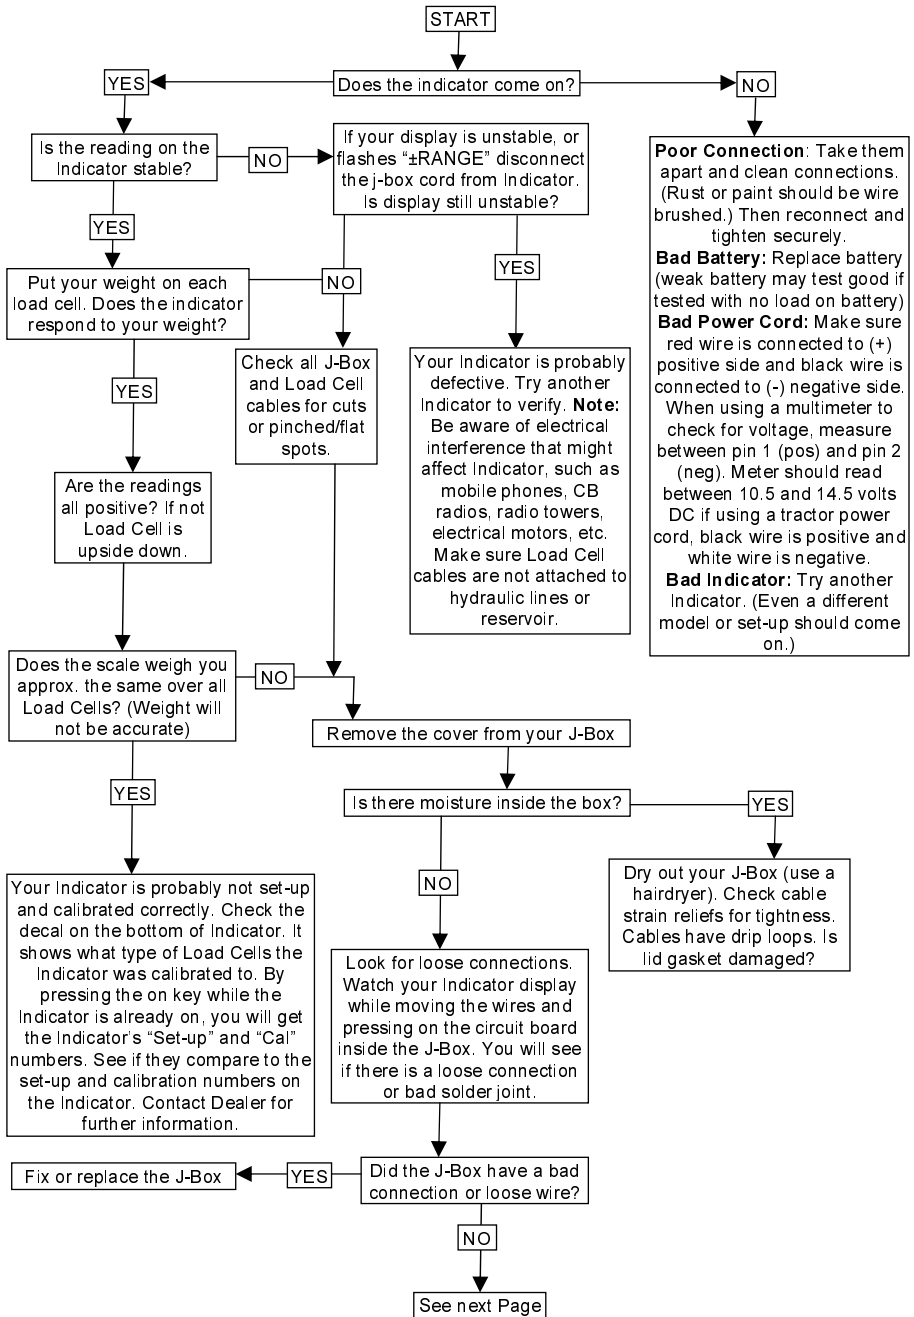 START
YES
Does the indicator come on?
NO
Is the reading on the
Indicator stable?
NO
If your display is unstable, or
flashes “±RANGE” disconnect
the j-box cord from Indicator.
Is display still unstable?
Poor Connection: Take them
apart and clean connections.
(Rust or paint should be wire
brushed.) Then reconnect and
tighten securely.
Bad Battery: Replace battery
(weak battery may test good if
tested with no load on battery)
Bad Power Cord: Make sure
red wire is connected to (+)
positive side and black wire is
connected to (-) negative side.
When using a multimeter to
check for voltage, measure
between pin 1 (pos) and pin 2
(neg). Meter should read
between 10.5 and 14.5 volts
DC if using a tractor power
cord, black wire is positive and
white wire is negative.
Bad Indicator: Try another
Indicator. (Even a different
model or set-up should come
on.)
YES
YES
Put your weight on each
load cell. Does the indicator
respond to your weight?
NO
Check all J-Box
and Load Cell
cables for cuts
or pinched/flat
spots.
Your Indicator is probably
defective. Try another
Indicator to verify. Note:
Be aware of electrical
interference that might
affect Indicator, such as
mobile phones, CB
radios, radio towers,
electrical motors, etc.
Make sure Load Cell
cables are not attached to
hydraulic lines or
reservoir.
YES
Are the readings
all positive? If not
Load Cell is
upside down.
Does the scale weigh you
approx. the same over all
Load Cells? (Weight will
not be accurate)
NO
Remove the cover from your J-Box
YES
Is there moisture inside the box?
YES
Dry out your J-Box (use a
hairdryer). Check cable
strain reliefs for tightness.
Cables have drip loops. Is
lid gasket damaged?
NO
Your Indicator is probably not set-up
and calibrated correctly. Check the
decal on the bottom of Indicator. It
shows what type of Load Cells the
Indicator was calibrated to. By
pressing the on key while the
Indicator is already on, you will get
the Indicator’s “Set-up” and “Cal”
numbers. See if they compare to the
set-up and calibration numbers on
the Indicator. Contact Dealer for
further information.
Look for loose connections.
Watch your Indicator display
while moving the wires and
pressing on the circuit board
inside the J-Box. You will see
if there is a loose connection
or bad solder joint.
Fix or replace the J-Box
YES
Did the J-Box have a bad
connection or loose wire?
NO
See next Page